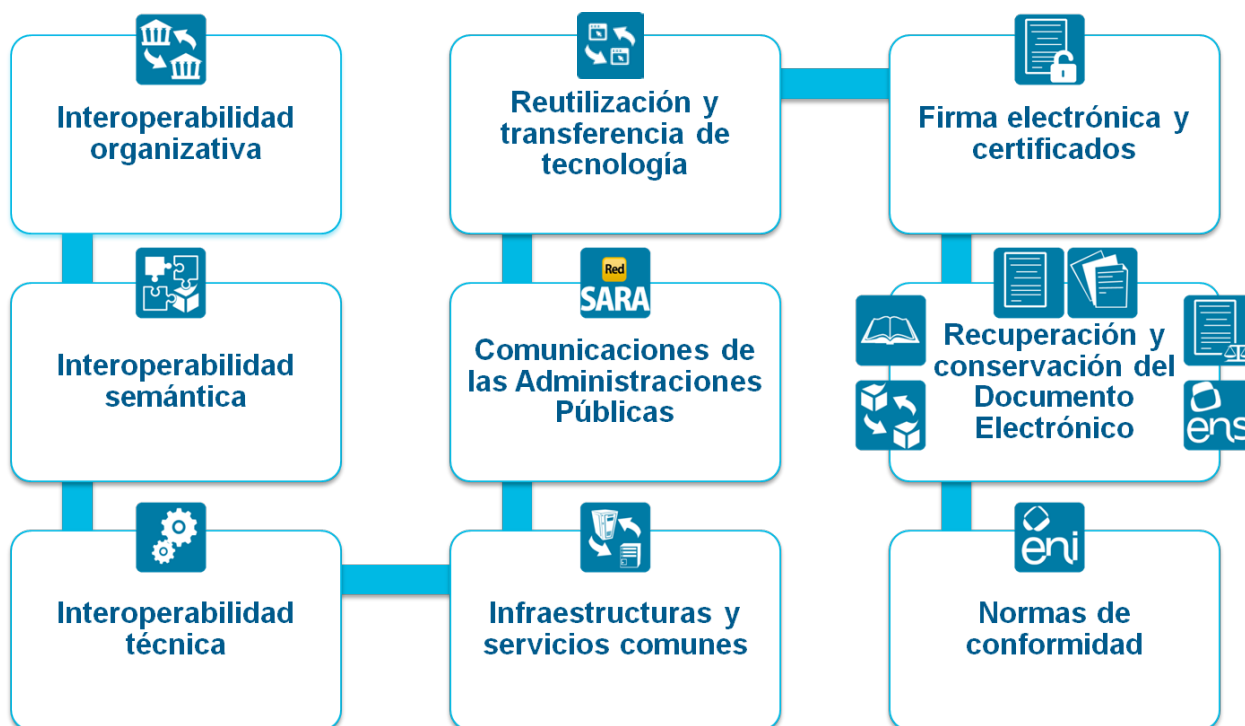 Interoperabilidad
organizativa
Interoperabilidad
semántica
Interoperabilidad
técnica
Infraestructuras y
servicios comunes
Red
SARA
Comunicaciones de
las Administraciones
Públicas
Reutilización y
transferencia de
tecnología
Firma electrónica y
certificados
Recuperación y
conservación del
Documento
Electrónico
ens
eni
Normas de
conformidad